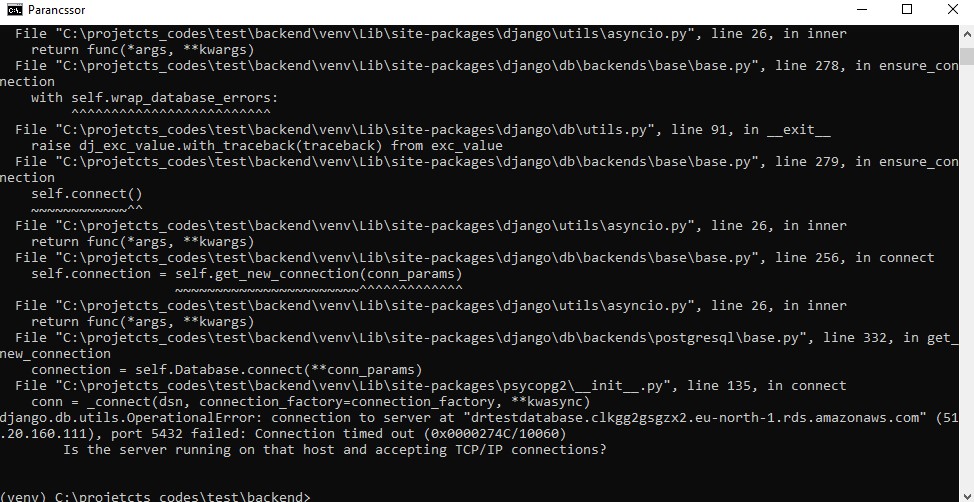 Parancssor
File "C:\projetcts_codes\test\backend\venv\Lib\site-packages\django\utils\asyncio.py", line 26, in inner
return func(*args, **kwargs)
File "C:\projetcts_codes\test\backend\venv\Lib\site-packages\django\db\backends\base\base.py", line 278, in ensure_con
nection
with self.wrap_database_errors:
^^^^^^^^^^^^^^^^^^^^^^^^^
File "C:\projetcts_codes\test\backend\venv\Lib\site-packages\django\db\utils.py", line 91, in __exit__
raise dj_exc_value.with_traceback(traceback) from exc_value
File "C:\projetcts_codes\test\backend\venv\Lib\site-packages\django\db\backends\base\base.py", line 279, in ensure_con
nection
self.connect()
~~~~~~~~~~~~^^
File "C:\projetcts_codes\test\backend\venv\Lib\site-packages\django\utils\asyncio.py", line 26, in inner
return func(*args, **kwargs)
File "C:\projetcts_codes\test\backend\venv\Lib\site-packages\django\db\backends\base\base.py", line 256, in connect
self.connection = self.get_new_connection(conn_params)
~~~~~~~~~~~~~~~~~~~~~~~^^^^^^^^^^^^^
File "C:\projetcts_codes\test\backend\venv\Lib\site-packages\django\utils\asyncio.py", line 26, in inner
return func(*args, **kwargs)
File "C:\projetcts_codes\test\backend\venv\Lib\site-packages\django\db\backends\postgresql\base.py", line 332, in get_
new_connection
connection = self.Database.connect(**conn_params)
File "C:\projetcts_codes\test\backend\venv\Lib\site-packages\psycopg2\__init__.py", line 135, in connect
conn = _connect(dsn, connection_factory=connection_factory, **kwasync)
django.db.utils.OperationalError: connection to server at "drtestdatabase.clkgg2gsgzx2.eu-north-1.rds.amazonaws.com" (51
.20.160.111), port 5432 failed: Connection timed out (0x0000274C/10060)
Is the server running on that host and accepting TCP/IP connections?
(venv) C:\projetcts_codes\test\backend>